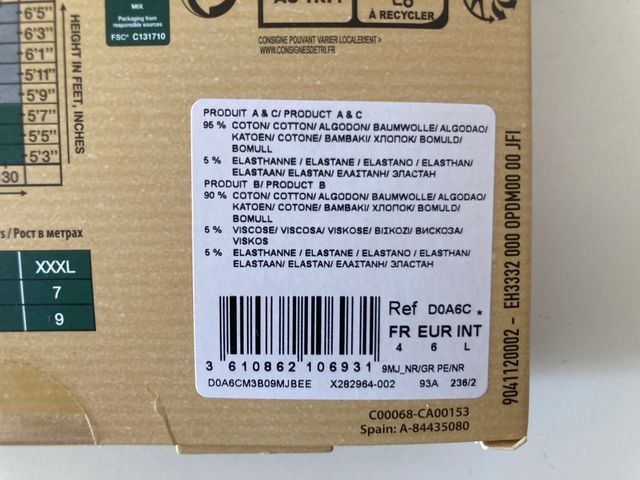 MIX
Packaging from
responsible sources
FSC® C131710
À RECYCLER
CONSIGNE POUVANT VARIER LOCALEMENT >
WWW.CONSIGNESDETRI.FR
6'5"
6'3"
6'1"
5'11"
5'9"
5'7"
5'5"
5'3"
HEIGHT IN FEET, INCHES
30
/ Рост в метрах
XXXL
7
9
PRODUIT A & C/ PRODUCT A & C
95 % COTON/ COTTON/ ALGODON/ BAUMWOLLE/ ALGODAO/
KATOEN/ COTONE/ BAMBAKI/ ХЛОПОК/ BOMULD/
BOMULL
5 % ELASTHANNE / ELASTANE / ELASTANO / ELASTHAN/
ELASTAAN/ ELASTAN/ ΕΛΑΣΤΑΝΗ/ ЭЛАСТАН
PRODUIT B/ PRODUCT B
90 % COTON/ COTTON/ ALGODON/ BAUMWOLLE/ ALGODAO/
KATOEN/ COTONE/ BAMBAKI/ ХЛОПОК/ BOMULD/
BOMULL
5 % VISCOSE/ VISCOSA/ VISKOSE/ ΒΙΣΚΟΖΙ/ ВИСКОЗА/
VISKOS
5 % ELASTHANNE / ELASTANE / ELASTANO / ELASTHAN/
ELASTAAN/ ELASTAN/ ΕΛΑΣΤΑΝΗ/ ЭЛАСТАН
Ref D0A6C *
FR EUR INT
4 6 L
3 610862 106931
9MJ_NR/GR PE/NR
D0A6CM3B09MJBEE X282964-002 93A 236/2
C00068-CA00153
Spain: A-84435080
9041120002 - EH3332 000 OPDM00 00 JFI